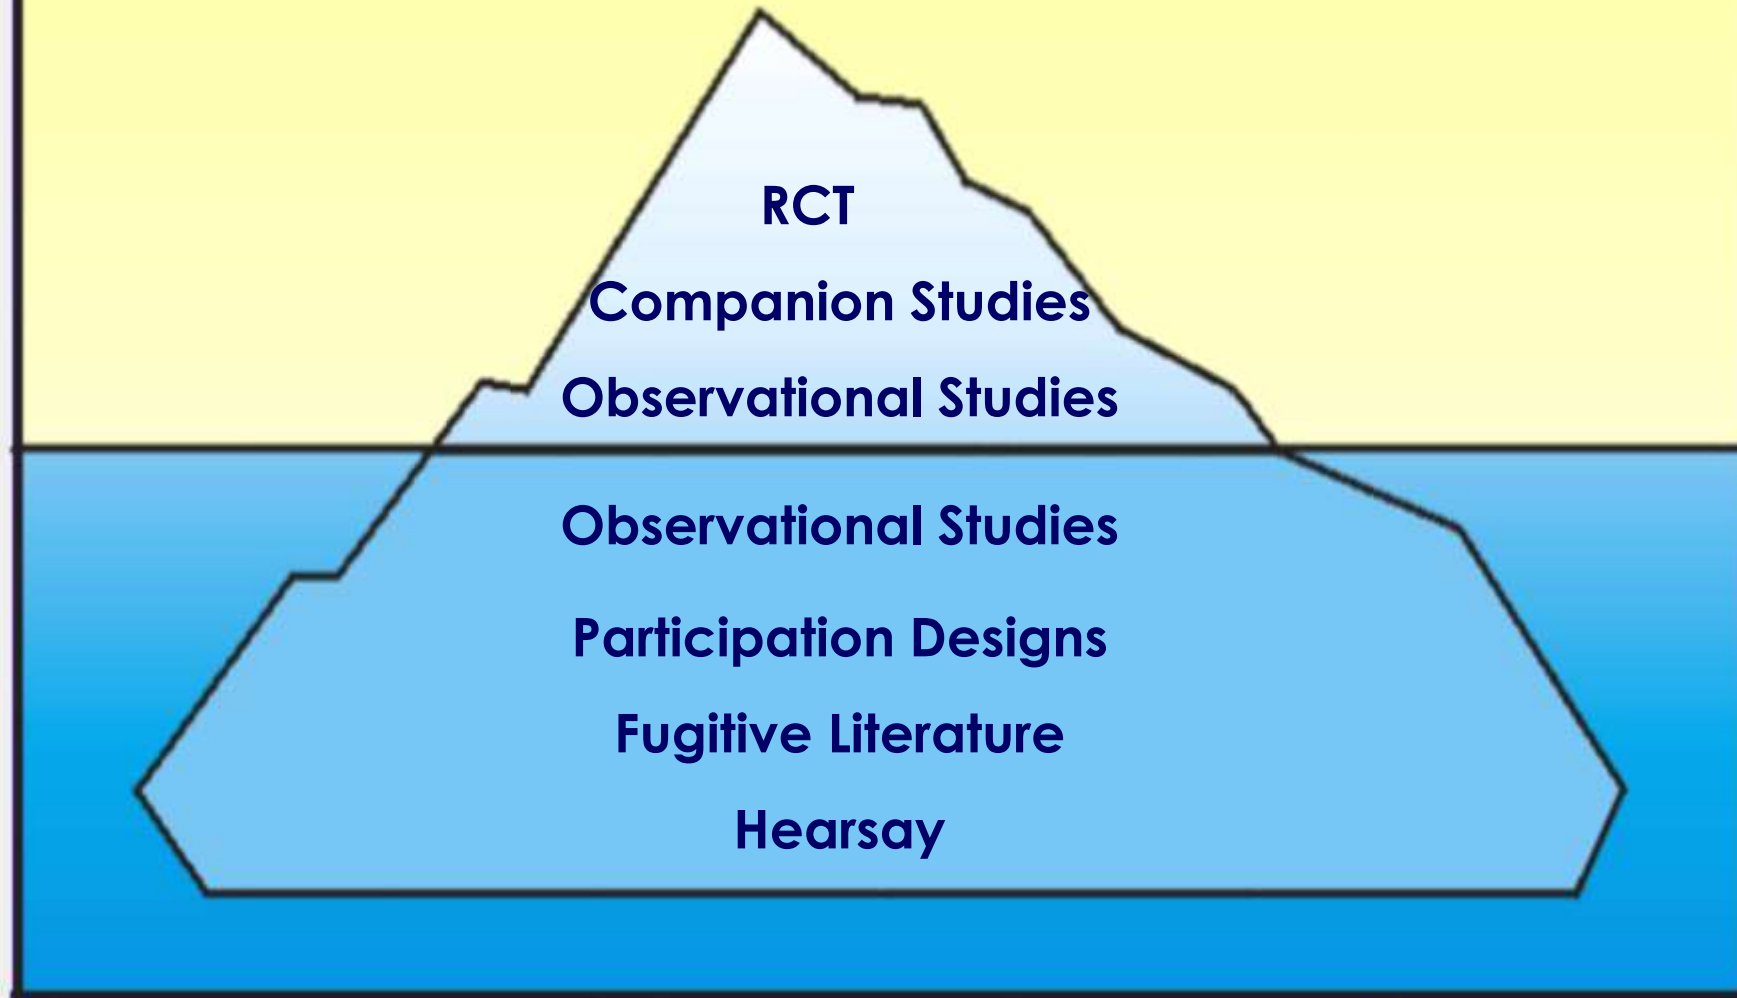 RCT
Companion Studies
Observational Studies
Observational Studies
Participation Designs
Fugitive Literature
Hearsay